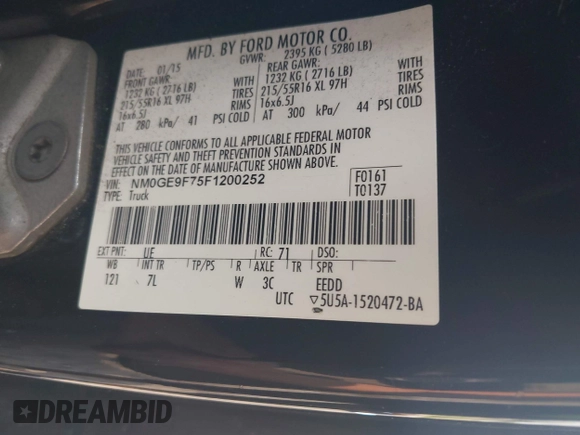 MFD. BY FORD MOTOR CO.
DATE: 01/15 GVWR: 2395 KG ( 5280 LB)
FRONT GAWR: REAR GAWR:
1232 KG ( 2716 LB) WITH 1232 KG ( 2716 LB) WITH
215/55R16 XL 97H TIRES 215/55R16 XL 97H TIRES
16x6.5J RIMS 16x6.5J RIMS
AT 280 kPa/ 41 PSI COLD AT 300 kPa/ 44 PSI COLD
THIS VEHICLE CONFORMS TO ALL APPLICABLE FEDERAL MOTOR
VEHICLE SAFETY AND THEFT PREVENTION STANDARDS IN
EFFECT ON THE DATE OF MANUFACTURE SHOWN ABOVE.
VIN: NM0GE9F75F1200252 F0161
TYPE: Truck T0137
EXT PNT: UE RC: 71 DSO:
WB INT TR TP/PS R AXLE TR SPR
121 7L W 3C EEDD
UTC ▽5U5A-1520472-BA
DREAMBID